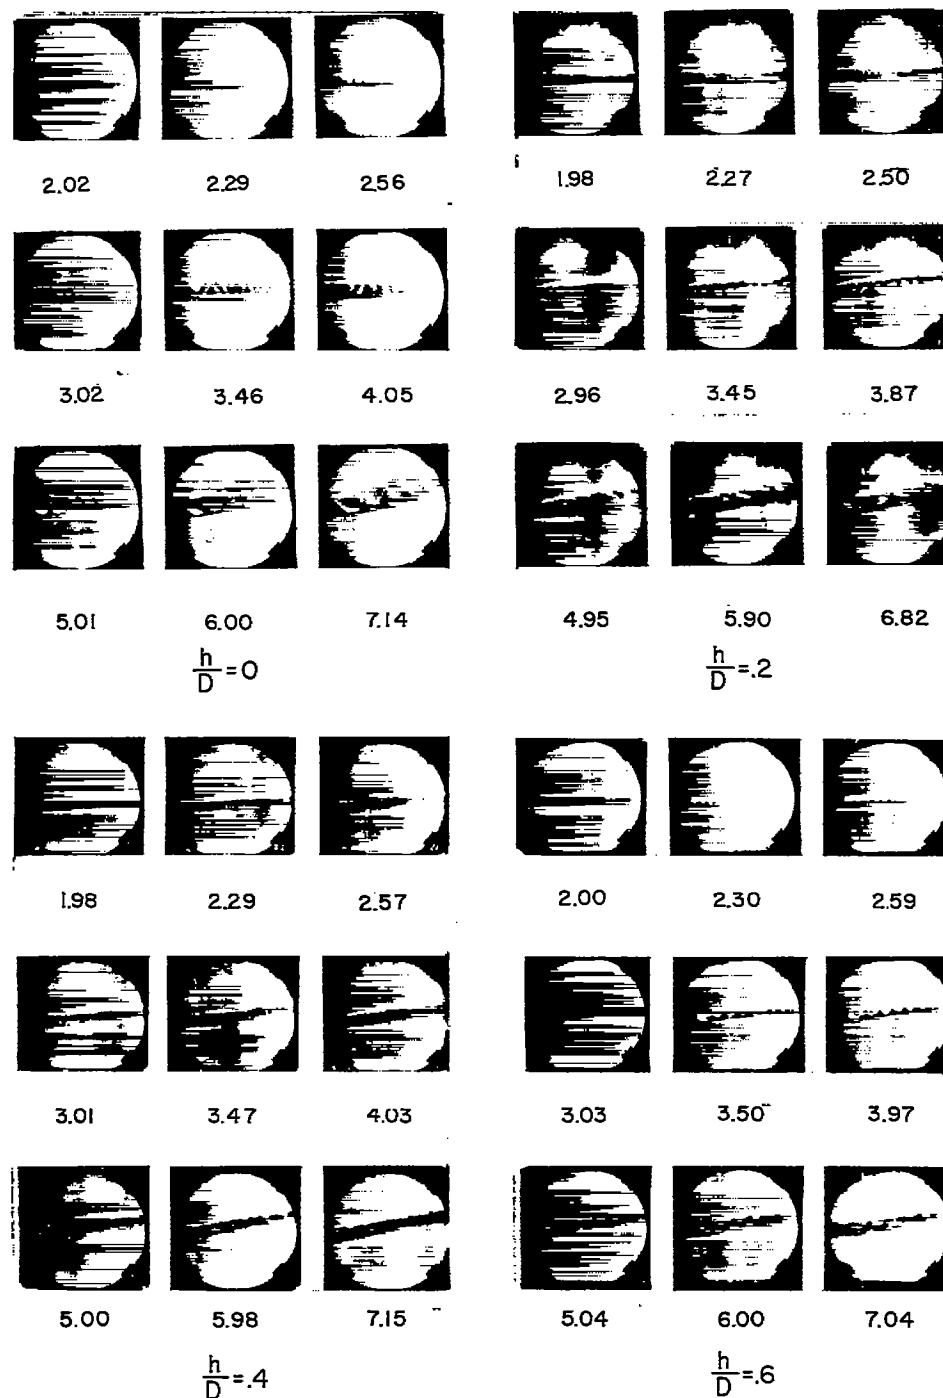 2.02 2.29 2.56
3.02 3.46 4.05
5.01 6.00 7.14
h/D = 0
1.98 2.27 2.50
2.96 3.45 3.87
4.95 5.90 6.82
h/D = .2
1.98 2.29 2.57
3.01 3.47 4.03
5.00 5.98 7.15
h/D = .4
2.00 2.30 2.59
3.03 3.50 3.97
5.04 6.00 7.04
h/D = .6